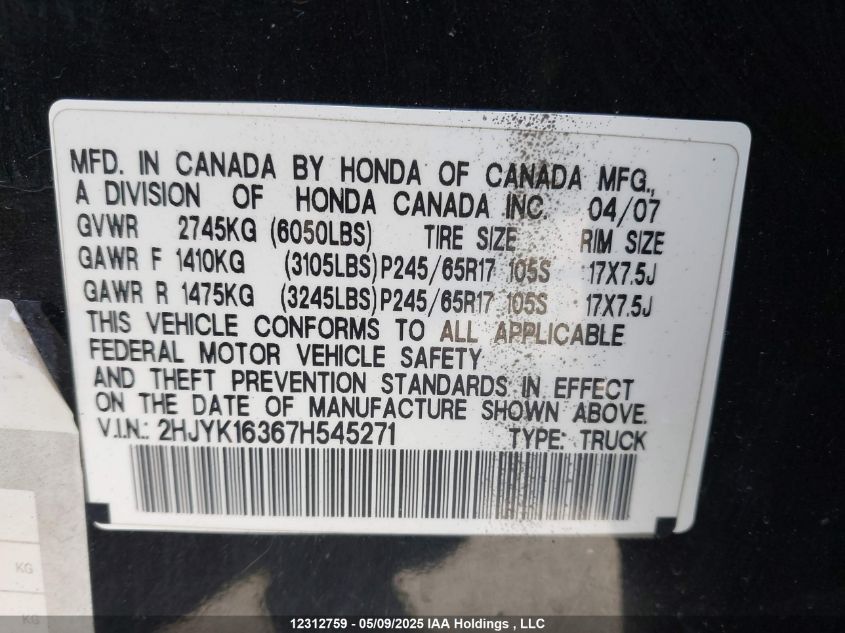 MFD. IN CANADA BY HONDA OF CANADA MFG.,
A DIVISION OF HONDA CANADA INC. 04/07
GVWR 2745KG (6050LBS) TIRE SIZE RIM SIZE
GAWR F 1410KG (3105LBS) P245/65R17 105S 17X7.5J
GAWR R 1475KG (3245LBS) P245/65R17 105S 17X7.5J
THIS VEHICLE CONFORMS TO ALL APPLICABLE
FEDERAL MOTOR VEHICLE SAFETY
AND THEFT PREVENTION STANDARDS IN EFFECT
ON THE DATE OF MANUFACTURE SHOWN ABOVE.
V.I.N.: 2HJYK16367H545271 TYPE: TRUCK
KG
KG
12312759 - 05/09/2025 IAA Holdings , LLC